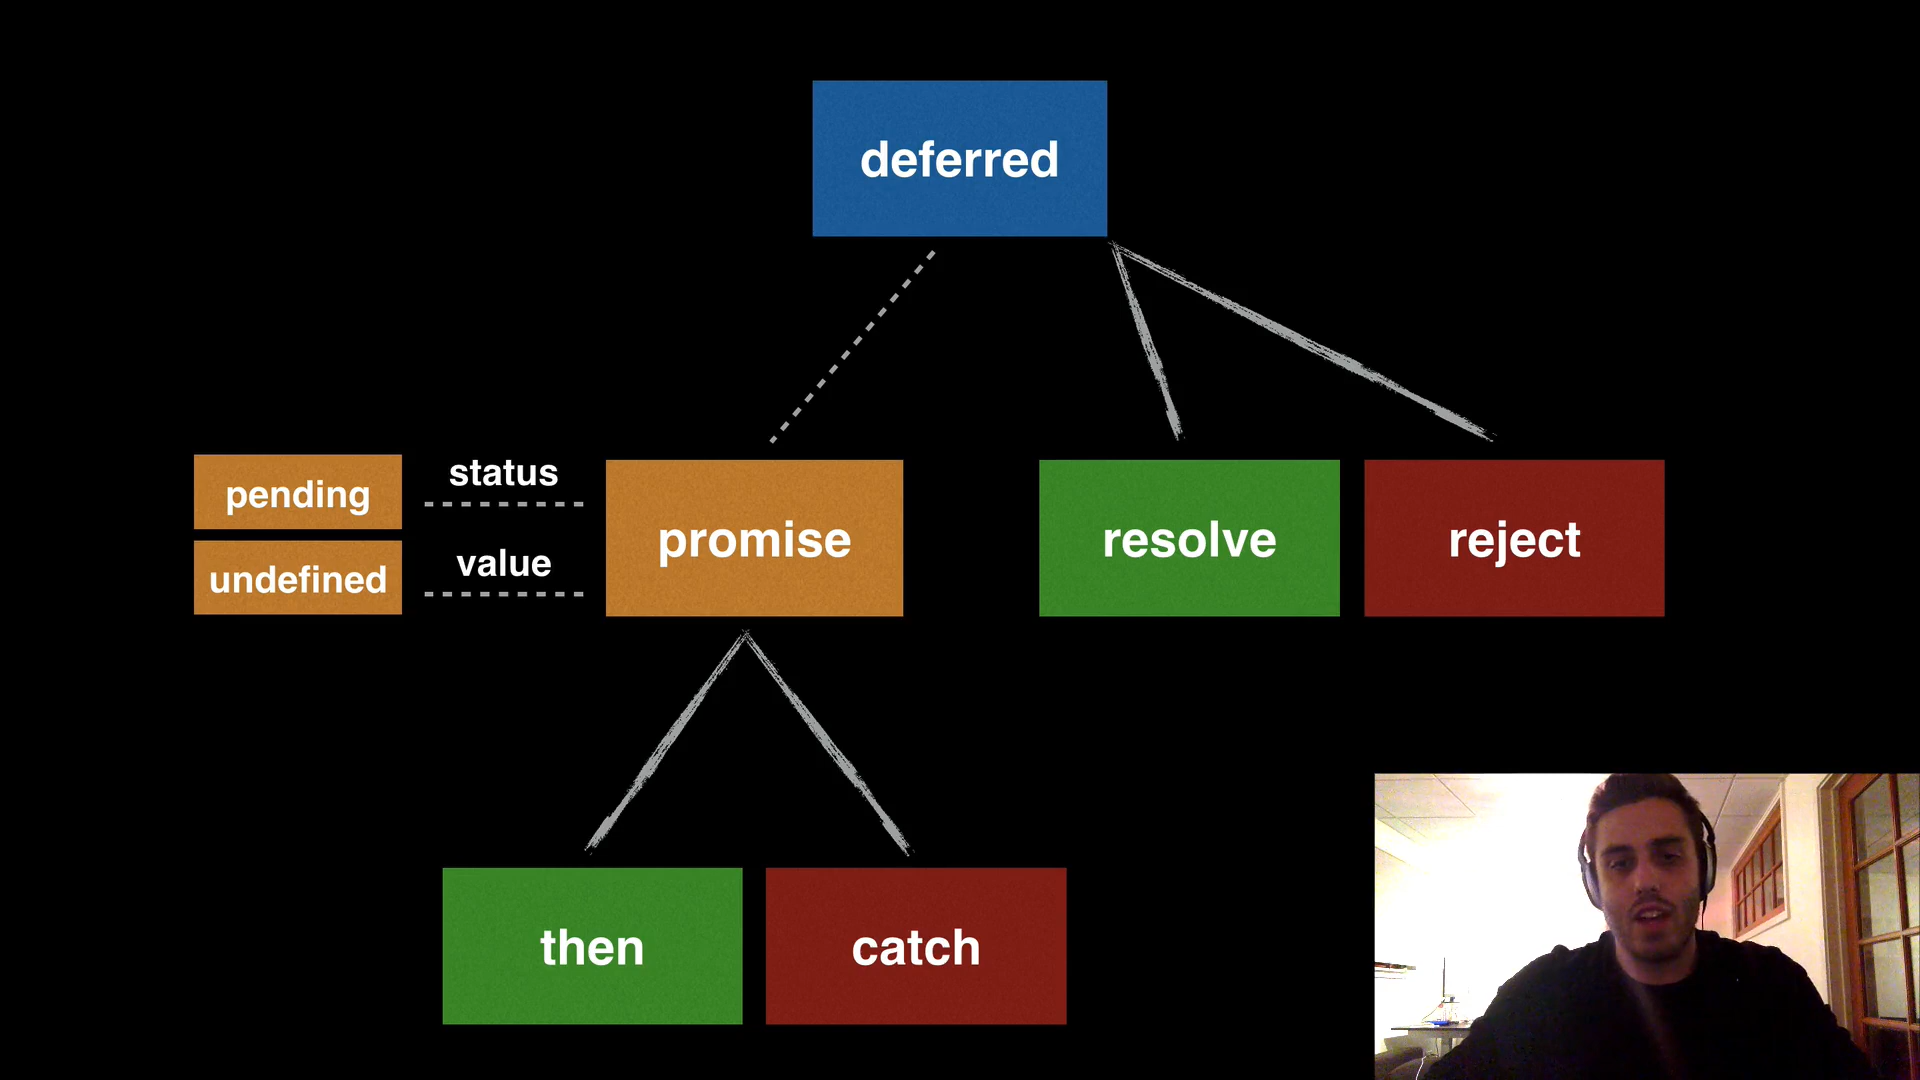 deferred
pending
status
undefined
value
promise
resolve
reject
then
catch